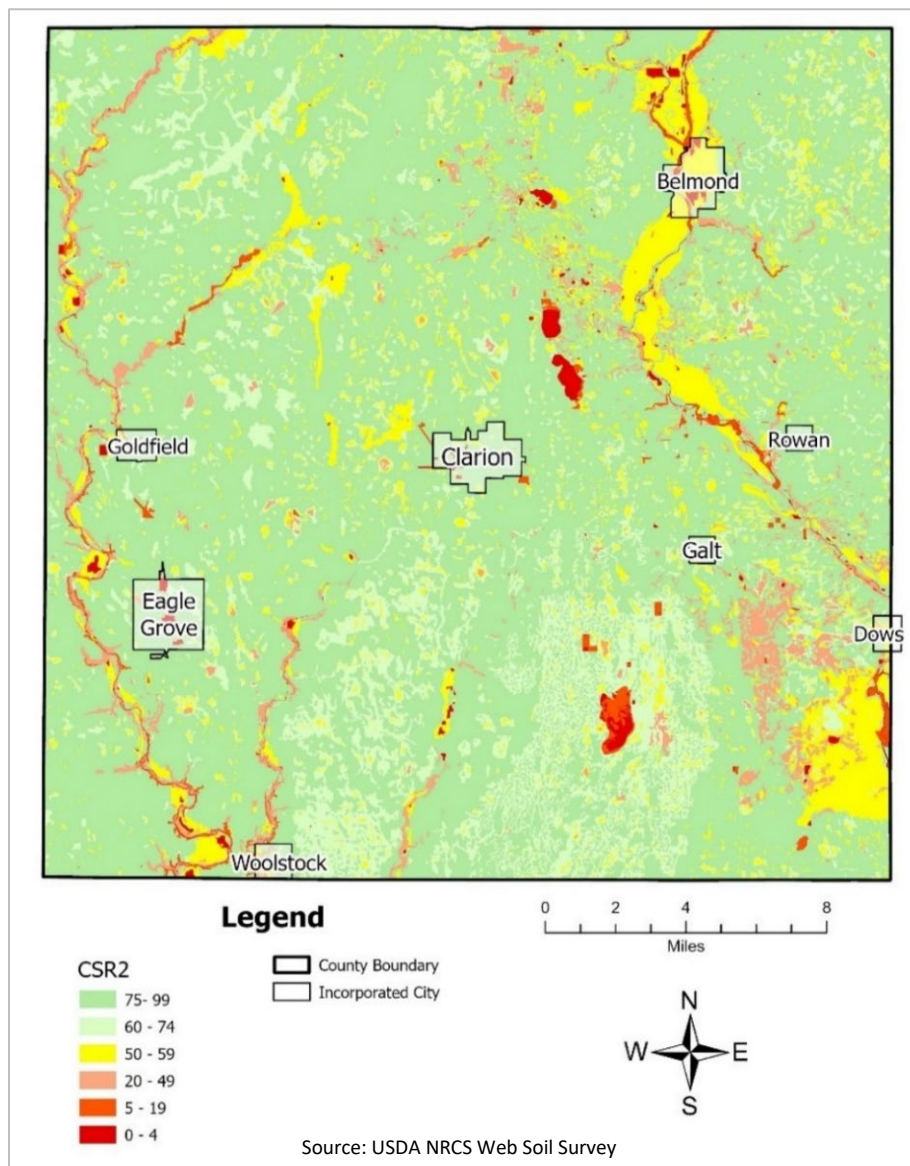 Belmond
Goldfield
Clarion
Rowan
Galt
Eagle
Grove
Dows
Woolstock
Legend
0 2 4 8
Miles
CSR2
75- 99
60 - 74
50 - 59
20 - 49
5 - 19
0 - 4
County Boundary
Incorporated City
N
W E
S
Source: USDA NRCS Web Soil Survey